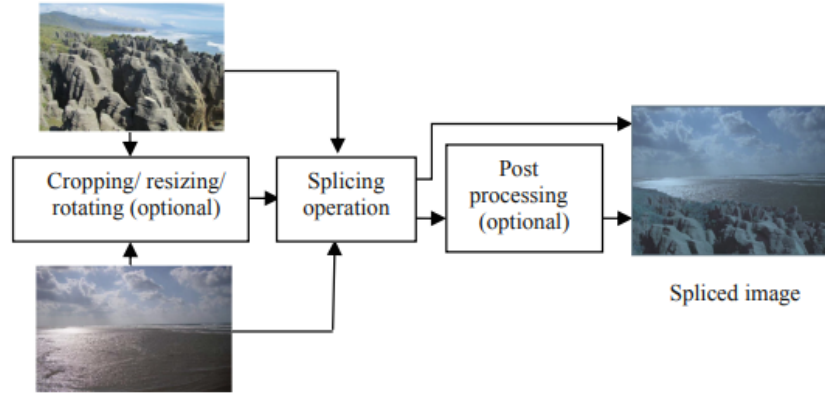 Cropping/ resizing/
rotating (optional)
Splicing
operation
Post
processing
(optional)
Spliced image